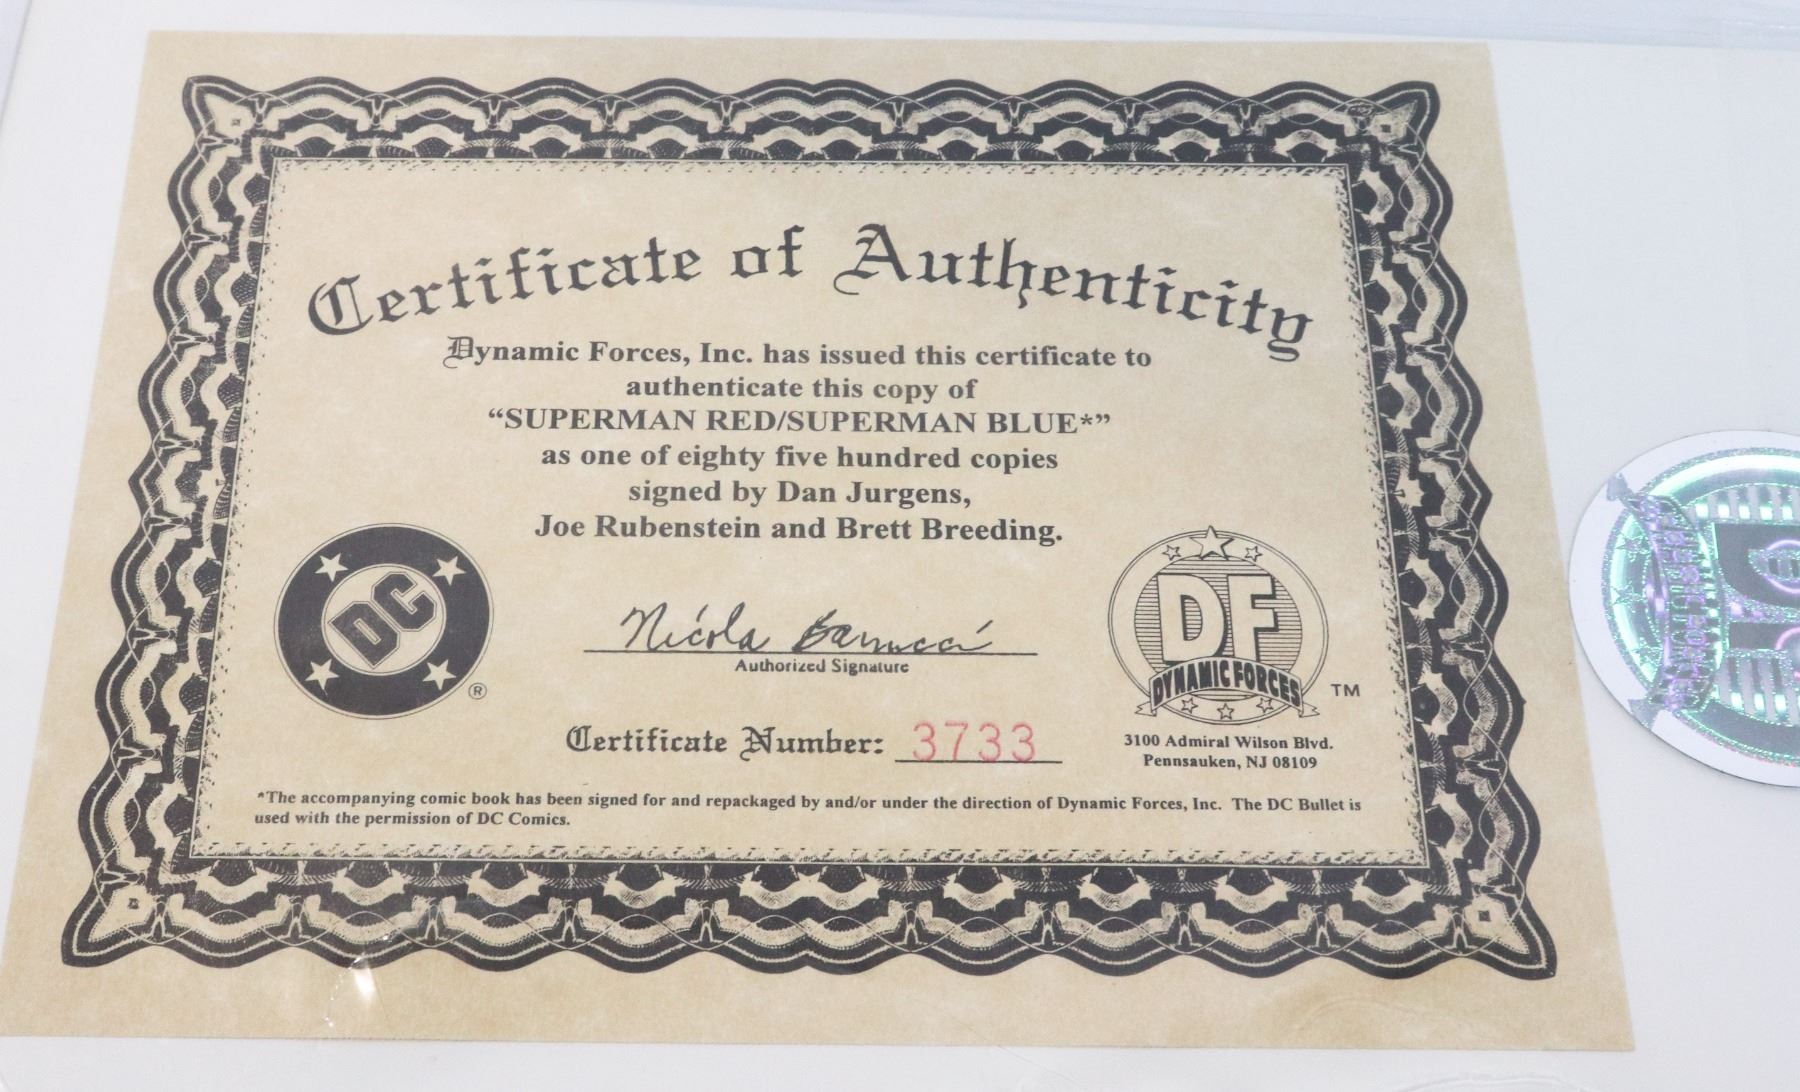 Certificate of Authenticity
Dynamic Forces, Inc. has issued this certificate to
authenticate this copy of
“SUPERMAN RED/SUPERMAN BLUE*”
as one of eighty five hundred copies
signed by Dan Jurgens,
Joe Rubenstein and Brett Breeding.
DC
®
Nicola Barrucci
Authorized Signature
DF
DYNAMIC FORCES
TM
Certificate Number: 3733
3100 Admiral Wilson Blvd.
Pennsauken, NJ 08109
*The accompanying comic book has been signed for and repackaged by and/or under the direction of Dynamic Forces, Inc. The DC Bullet is
used with the permission of DC Comics.